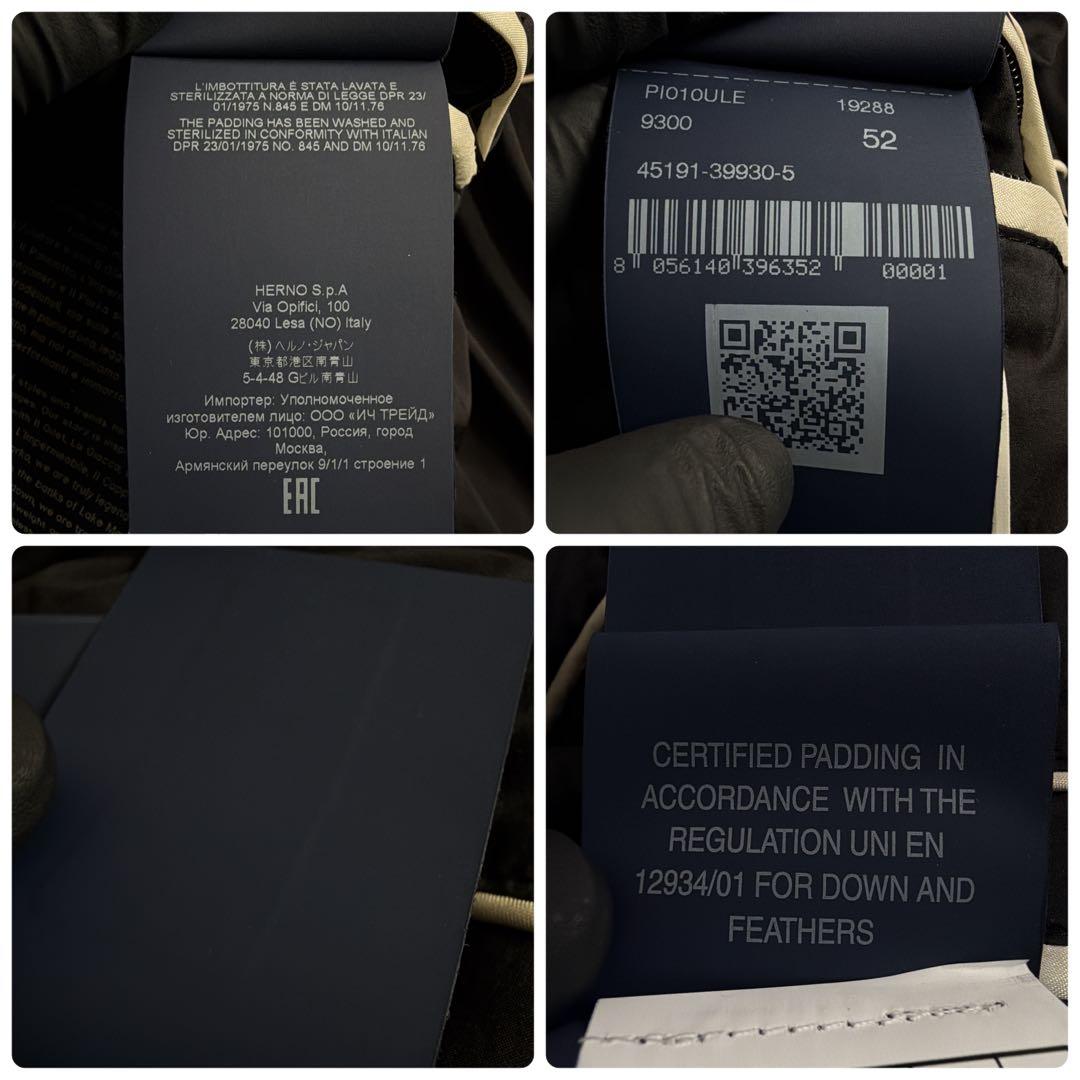 L'IMBOTTITURA È STATA LAVATA E
STERILIZZATA A NORMA DI LEGGE DPR 23/
01/1975 N.845 E DM 10/11.76
THE PADDING HAS BEEN WASHED AND
STERILIZED IN CONFORMITY WITH ITALIAN
DPR 23/01/1975 NO. 845 AND DM 10/11.76
HERNO S.p.A
Via Opifici, 100
28040 Lesa (NO) Italy
(株)ヘルノ・ジャパン
東京都港区南青山
5-4-48 Gビル南青山
Импортер: Уполномоченное
изготовителем лицо: ООО «ИЧ ТРЕЙД»
Юр. Адрес: 101000, Россия, город
Москва,
Армянский переулок 9/1/1 строение 1
EAC
PI010ULE 19288
9300 52
45191-39930-5
8 056140 396352 00001
CERTIFIED PADDING IN
ACCORDANCE WITH THE
REGULATION UNI EN
12934/01 FOR DOWN AND
FEATHERS